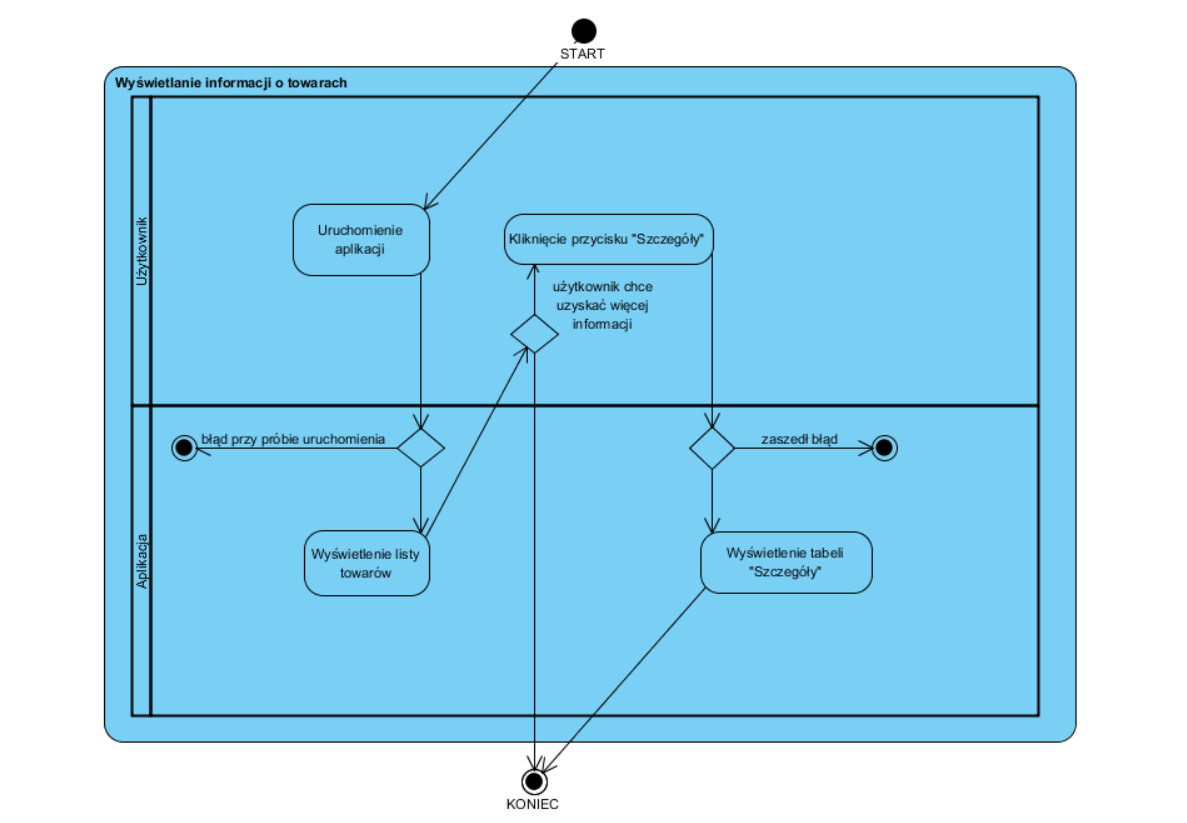 START
Wyświetlanie informacji o towarach
Użytkownik
Uruchomienie
aplikacji
Kliknięcie przycisku "Szczegóły"
użytkownik chce
uzyskać więcej
informacji
Aplikacja
błąd przy próbie uruchomienia
zaszedł błąd
Wyświetlenie listy
towarów
Wyświetlenie tabeli
"Szczegóły"
KONIEC